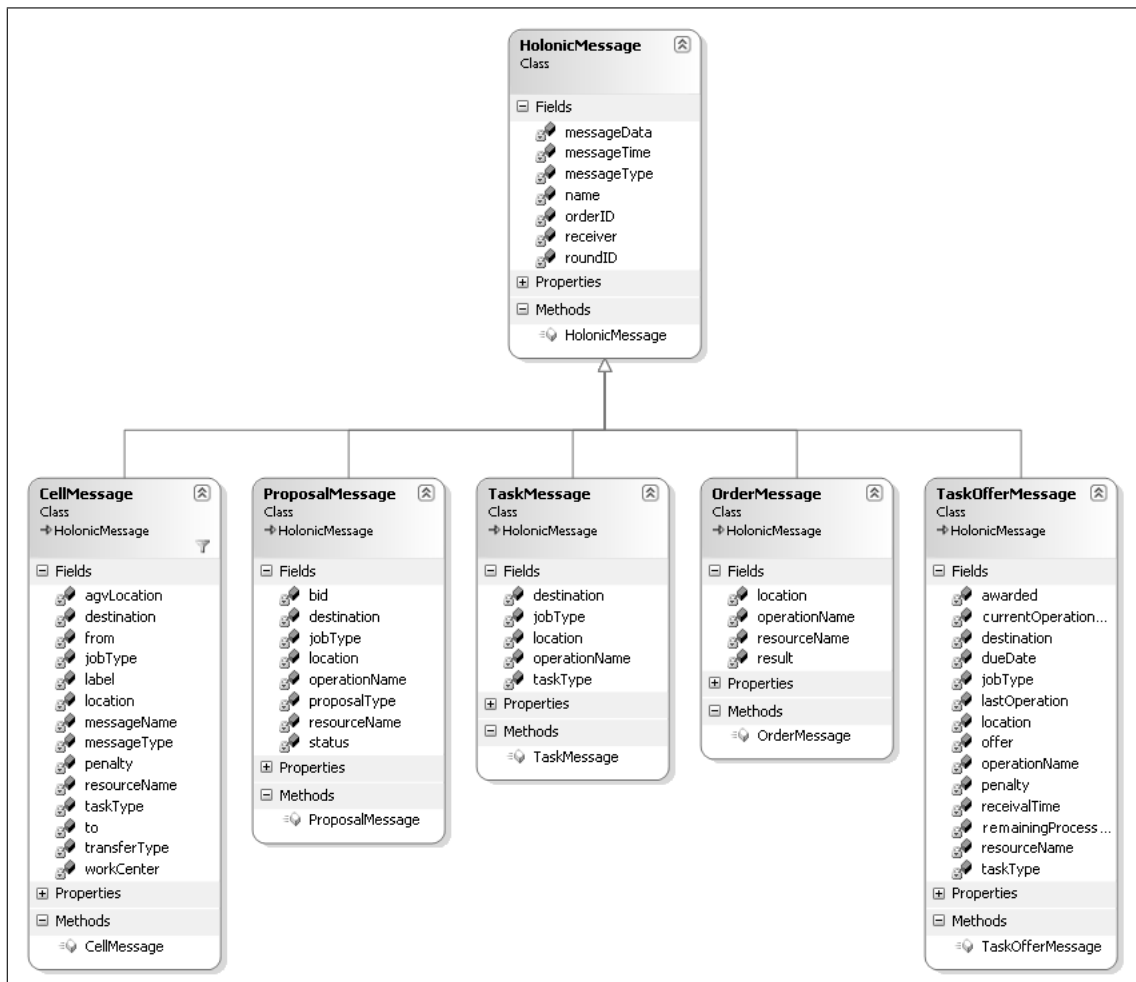 HolonicMessage
Class
Fields
messageData
messageTime
messageType
name
orderID
receiver
roundID
Properties
Methods
HolonicMessage
CellMessage
Class
HolonicMessage
Fields
agvLocation
destination
from
jobType
label
location
messageName
messageType
penalty
resourceName
taskType
to
transferType
workCenter
Properties
Methods
CellMessage
ProposalMessage
Class
HolonicMessage
Fields
bid
destination
jobType
location
operationName
proposalType
resourceName
status
Properties
Methods
ProposalMessage
TaskMessage
Class
HolonicMessage
Fields
destination
jobType
location
operationName
taskType
Properties
Methods
TaskMessage
OrderMessage
Class
HolonicMessage
Fields
location
operationName
resourceName
result
Properties
Methods
OrderMessage
TaskOfferMessage
Class
HolonicMessage
Fields
awarded
currentOperation...
destination
dueDate
jobType
lastOperation
location
offer
operationName
penalty
receivalTime
remainingProcess...
resourceName
taskType
Properties
Methods
TaskOfferMessage